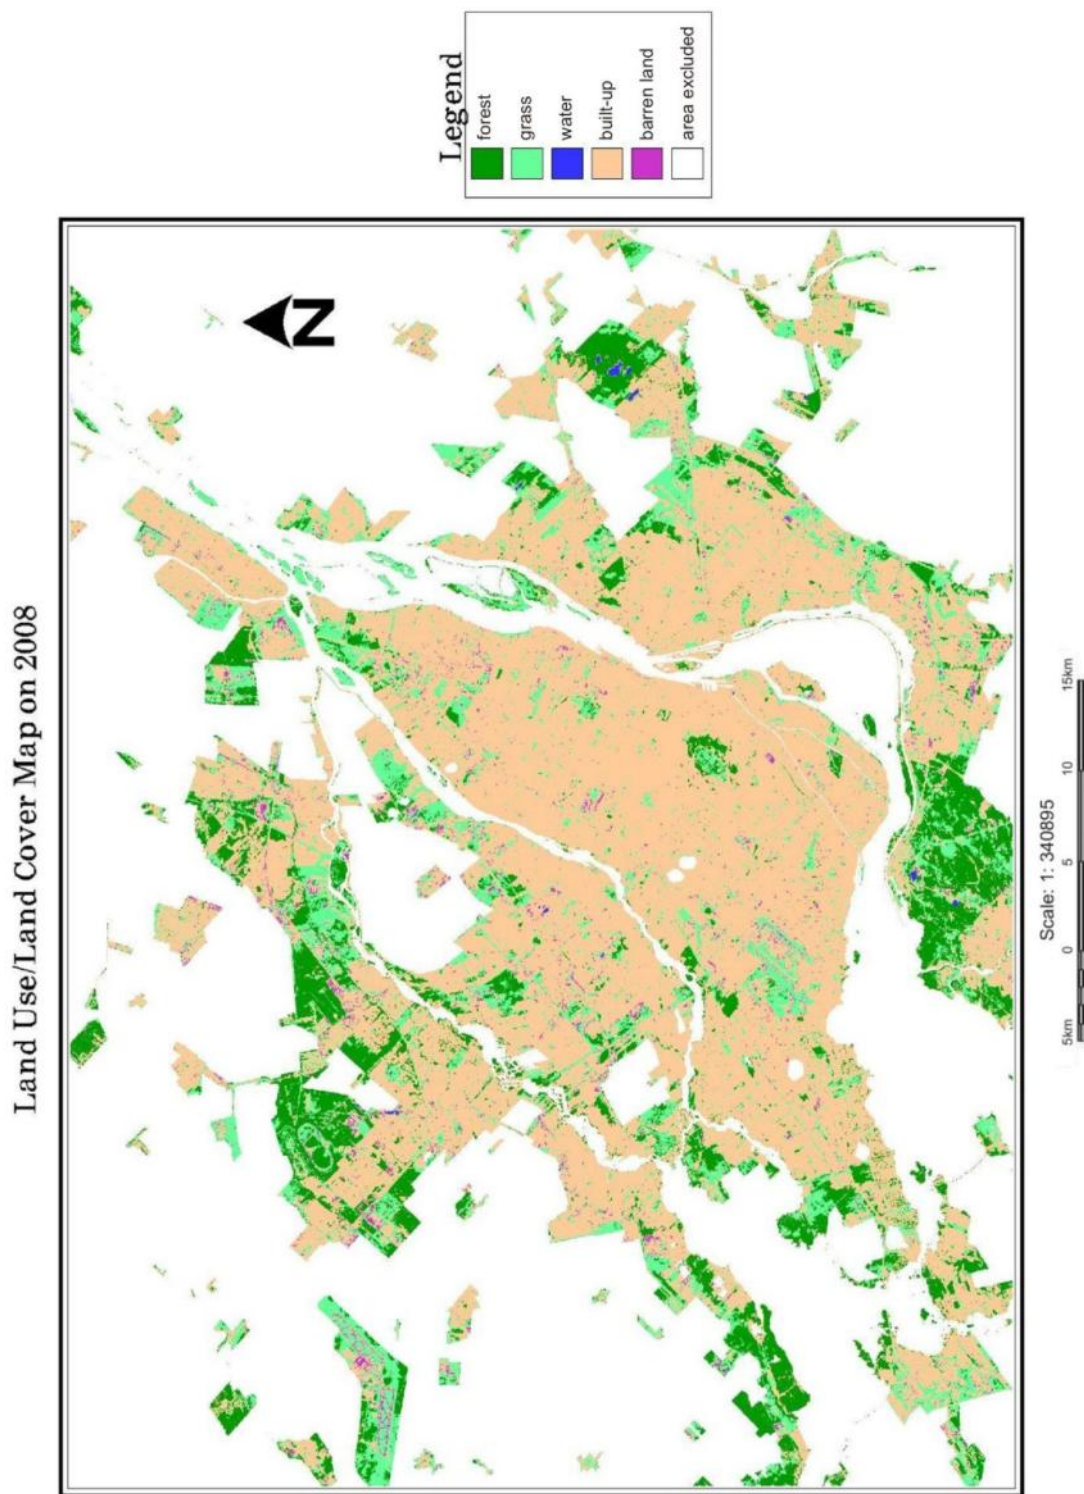 Land Use/Land Cover Map on 2008
N
Legend
forest
grass
water
built-up
barren land
area excluded
Scale: 1: 340895
5km 0 5 10 15km